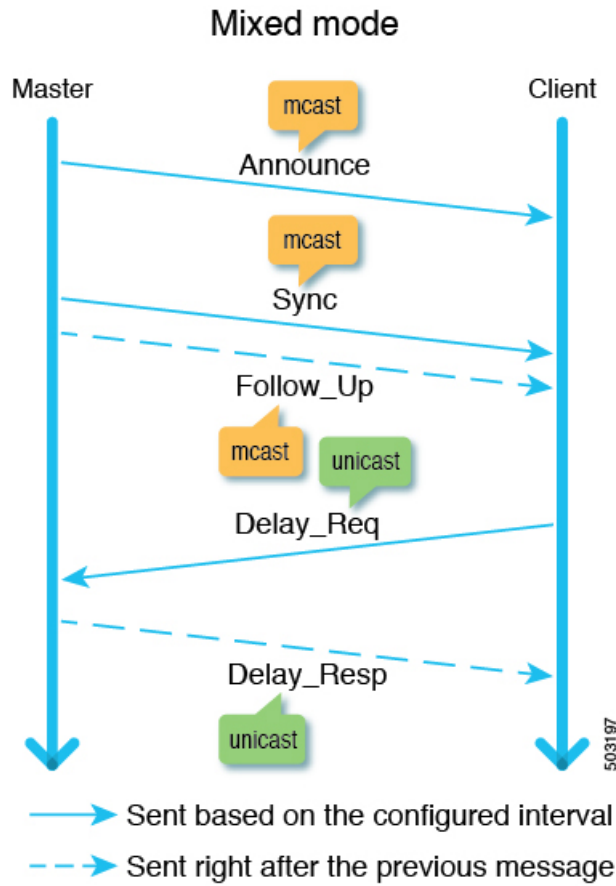 Mixed mode
Master
Client
mcast
Announce
mcast
Sync
Follow_Up
mcast
unicast
Delay_Req
Delay_Resp
unicast
503197
Sent based on the configured interval
Sent right after the previous message